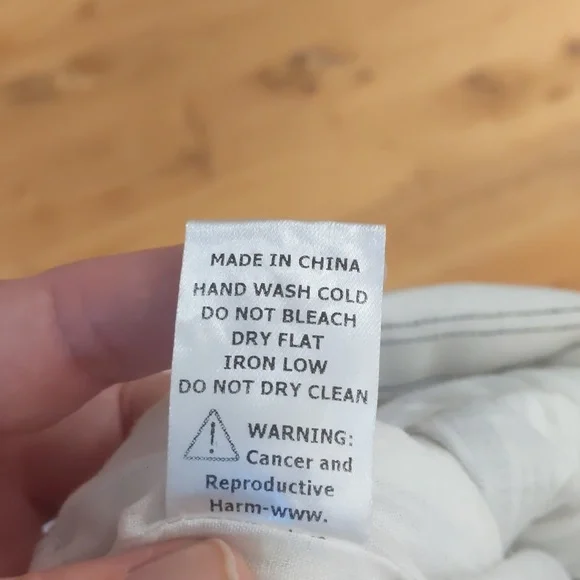 MADE IN CHINA
HAND WASH COLD
DO NOT BLEACH
DRY FLAT
IRON LOW
DO NOT DRY CLEAN
WARNING:
Cancer and
Reproductive
Harm-www.